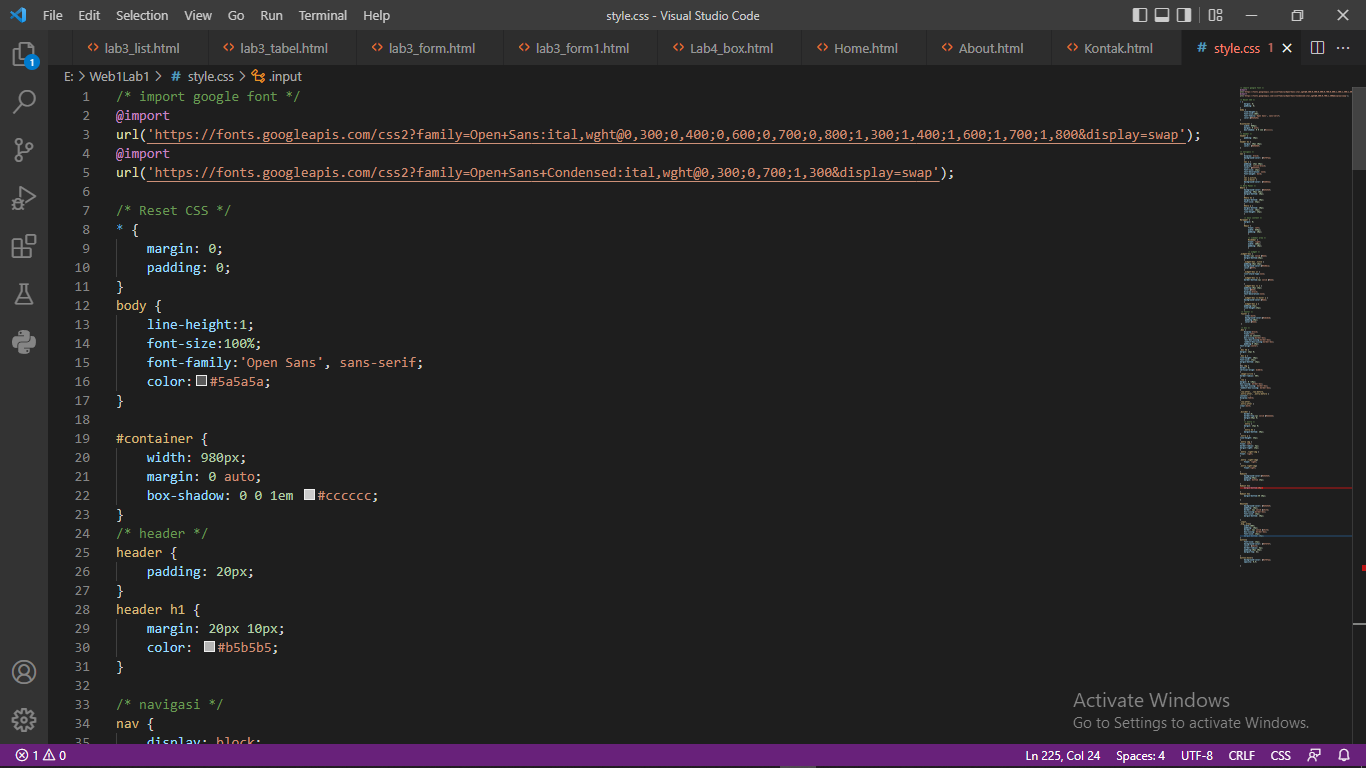 File Edit Selection View Go Run Terminal Help style.css - Visual Studio Code
lab3_list.html lab3_tabel.html lab3_form.html lab3_form1.html Lab4_box.html Home.html About.html Kontak.html # style.css 1
1
E: > Web1Lab1 > # style.css > .input
1 /* import google font */
2 @import
3 url('https://fonts.googleapis.com/css2?family=Open+Sans:ital,wght@0,300;0,400;0,600;0,700;0,800;1,300;1,400;1,600;1,700;1,800&display=swap');
4 @import
5 url('https://fonts.googleapis.com/css2?family=Open+Sans+Condensed:ital,wght@0,300;0,700;1,300&display=swap');
6
7 /* Reset CSS */
8 * {
9 margin: 0;
10 padding: 0;
11 }
12 body {
13 line-height:1;
14 font-size:100%;
15 font-family:'Open Sans', sans-serif;
16 color:#5a5a5a;
17 }
18
19 #container {
20 width: 980px;
21 margin: 0 auto;
22 box-shadow: 0 0 1em #cccccc;
23 }
24 /* header */
25 header {
26 padding: 20px;
27 }
28 header h1 {
29 margin: 20px 10px;
30 color: #b5b5b5;
31 }
32
33 /* navigasi */
34 nav {
35 display: block;
Activate Windows
Go to Settings to activate Windows.
1 0 Ln 225, Col 24 Spaces: 4 UTF-8 CRLF CSS